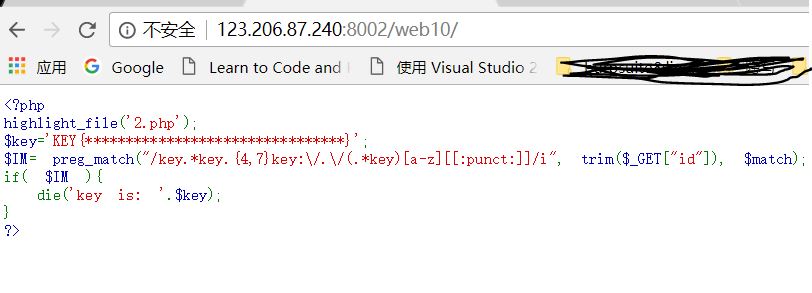 不安全 123.206.87.240:8002/web10/
应用 Google Learn to Code and 使用 Visual Studio 2
<?php
highlight_file('2.php');
$key='KEY{********************************}';
$IM= preg_match("/key.*key.{4,7}key:\/.\/(.*key)[a-z][[:punct:]]/i", trim($_GET["id"]), $match);
if( $IM ){
die('key is: '.$key);
}
?>